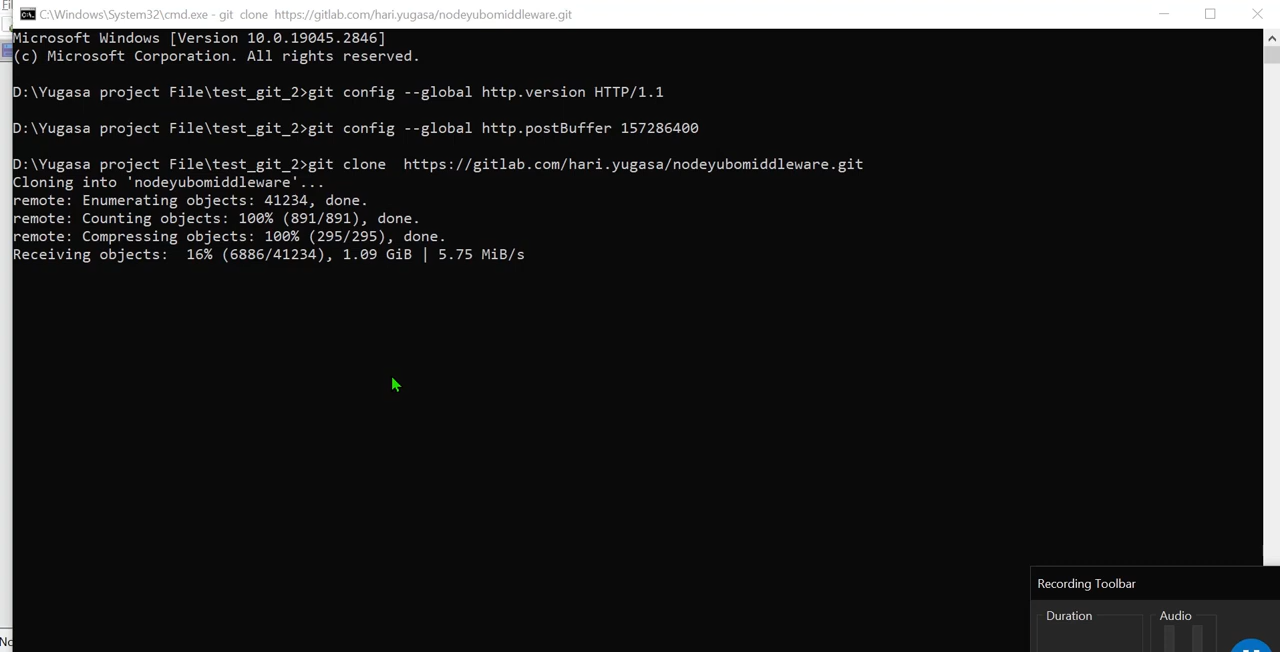 C:\Windows\System32\cmd.exe - git  clone  https://gitlab.com/hari.yugasa/nodeyubomiddleware.git
Microsoft Windows [Version 10.0.19045.2846]
(c) Microsoft Corporation. All rights reserved.
D:\Yugasa project File\test_git_2>git config --global http.version HTTP/1.1
D:\Yugasa project File\test_git_2>git config --global http.postBuffer 157286400
D:\Yugasa project File\test_git_2>git clone  https://gitlab.com/hari.yugasa/nodeyubomiddleware.git
Cloning into 'nodeyubomiddleware'...
remote: Enumerating objects: 41234, done.
remote: Counting objects: 100% (891/891), done.
remote: Compressing objects: 100% (295/295), done.
Receiving objects:  16% (6886/41234), 1.09 GiB | 5.75 MiB/s
Recording Toolbar
Duration
Audio